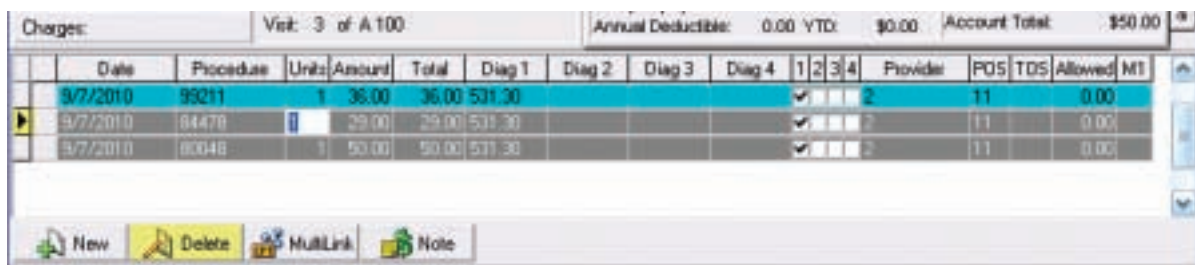 Charges: Visit: 3 of A 100 Annual Deductible: 0.00 YTD: $0.00 Account Total: $50.00
Date Procedure Units Amount Total Diag 1 Diag 2 Diag 3 Diag 4 1 2 3 4 Provider POS TOS Allowed M1
9/7/2010 99211 1 36.00 36.00 531.30 2 11 0.00
9/7/2010 84478 1 29.00 29.00 531.30 2 11 0.00
9/7/2010 80048 1 50.00 50.00 531.30 2 11 0.00
New Delete MultiLink Note